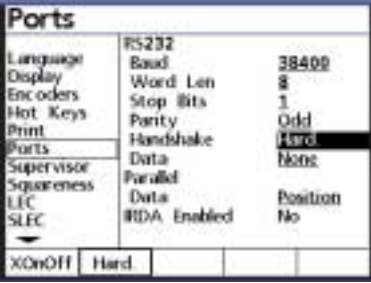 Ports
Language
Display
Encoders
Hot Keys
Print
Ports
Supervisor
Squareness
LEC
SLEC
RS232
Baud 38400
Word Len 8
Stop Bits 1
Parity Odd
Handshake Hard.
Data None
Parallel
Data Position
IRDA Enabled No
XOnOff Hard.